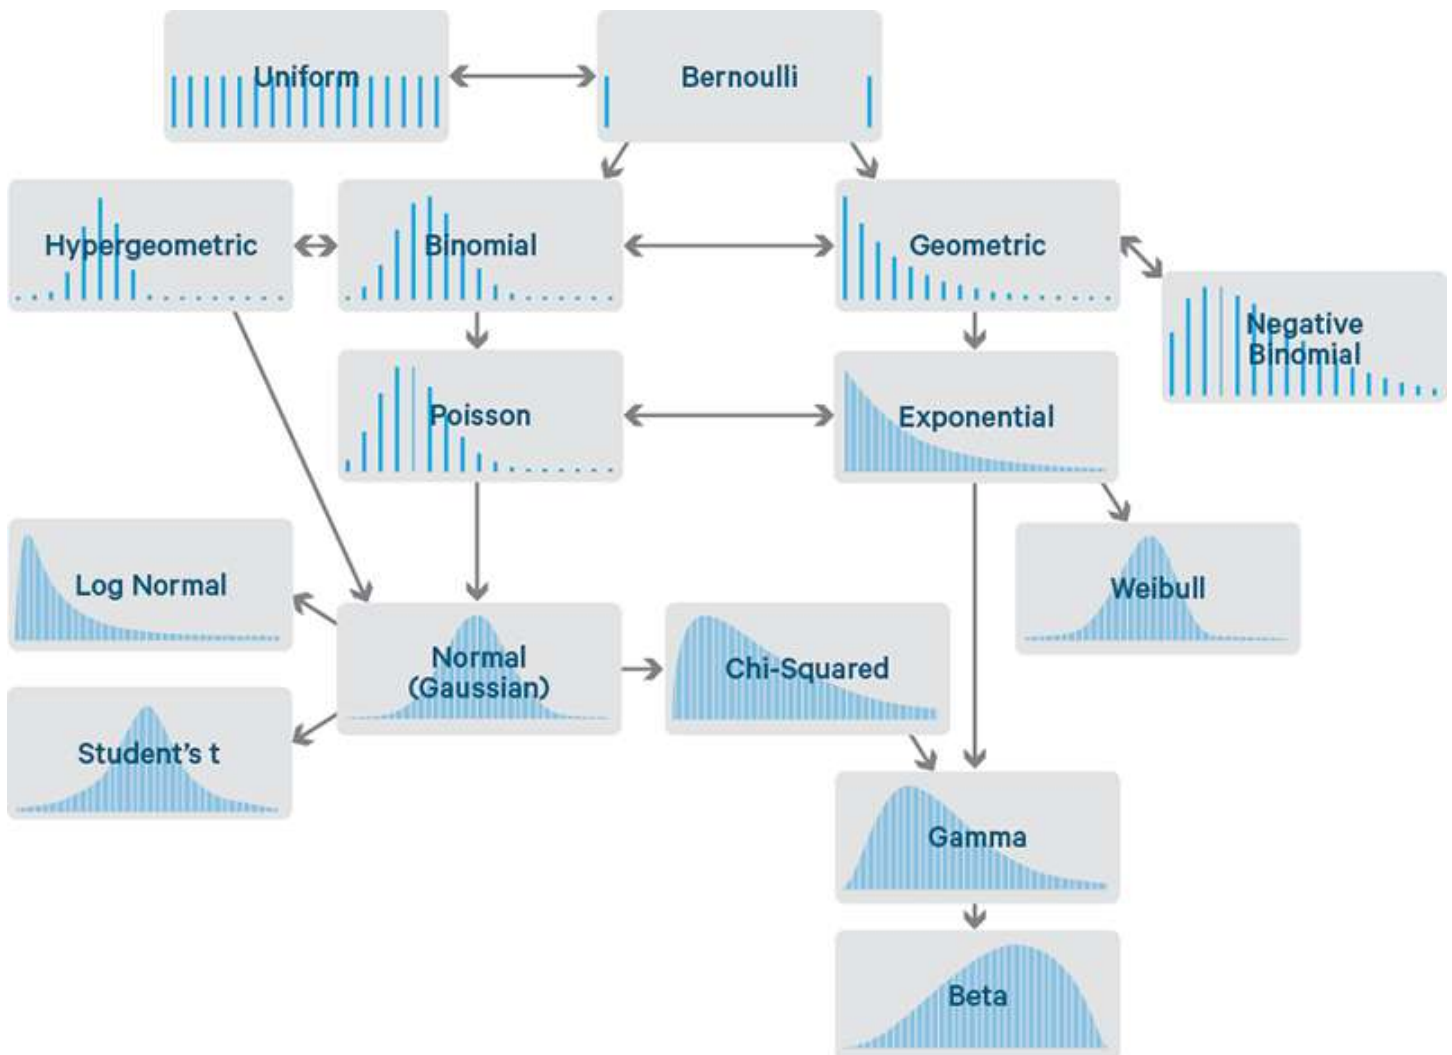 Uniform
Bernoulli
Hypergeometric
Binomial
Geometric
Negative
Binomial
Poisson
Exponential
Log Normal
Weibull
Normal
(Gaussian)
Chi-Squared
Student's t
Gamma
Beta